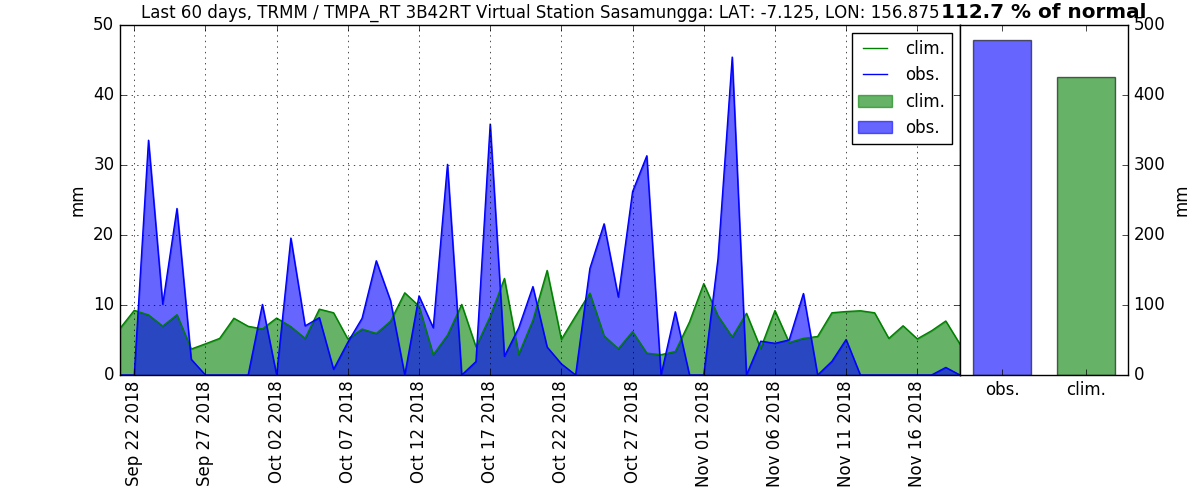 Last 60 days, TRMM / TMPA_RT 3B42RT Virtual Station Sasamungga: LAT: -7.125, LON: 156.875
112.7 % of normal
50
40
30
20
10
0
mm
clim.
obs.
clim.
obs.
500
400
300
200
100
0
mm
obs.
clim.
Sep 22 2018
Sep 27 2018
Oct 02 2018
Oct 07 2018
Oct 12 2018
Oct 17 2018
Oct 22 2018
Oct 27 2018
Nov 01 2018
Nov 06 2018
Nov 11 2018
Nov 16 2018